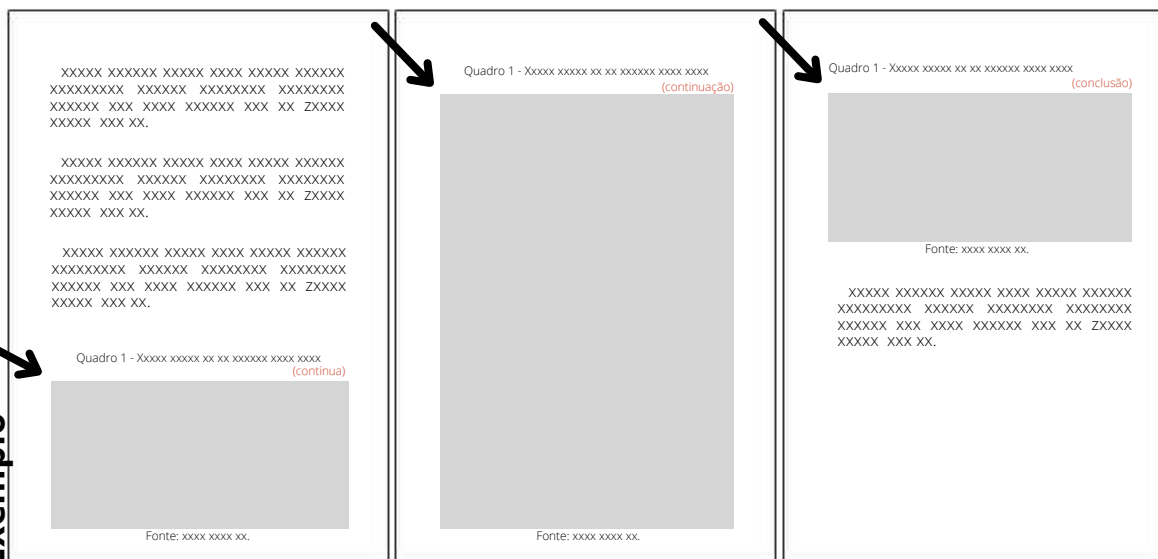 XXXXX XXXXXX XXXXX XXXX XXXXX XXXXXX
XXXXXXXXX XXXXXX XXXXXXXX XXXXXXXX
XXXXXX XXX XXXX XXXXXX XXX XX ZXXXX
XXXXX XXX XX.
XXXXX XXXXXX XXXXX XXXX XXXXX XXXXXX
XXXXXXXXX XXXXXX XXXXXXXX XXXXXXXX
XXXXXX XXX XXXX XXXXXX XXX XX ZXXXX
XXXXX XXX XX.
XXXXX XXXXXX XXXXX XXXX XXXXX XXXXXX
XXXXXXXXX XXXXXX XXXXXXXX XXXXXXXX
XXXXXX XXX XXXX XXXXXX XXX XX ZXXXX
XXXXX XXX XX.
Quadro 1 - Xxxxx xxxxx xx xx xxxxxx xxxx xxxx
(continua)
Fonte: xxxx xxxx xx.
Quadro 1 - Xxxxx xxxxx xx xx xxxxxx xxxx xxxx
(continuação)
Fonte: xxxx xxxx xx.
Quadro 1 - Xxxxx xxxxx xx xx xxxxxx xxxx xxxx
(conclusão)
Fonte: xxxx xxxx xx.
XXXXX XXXXXX XXXXX XXXX XXXXX XXXXXX
XXXXXXXXX XXXXXX XXXXXXXX XXXXXXXX
XXXXXX XXX XXXX XXXXXX XXX XX ZXXXX
XXXXX XXX XX.